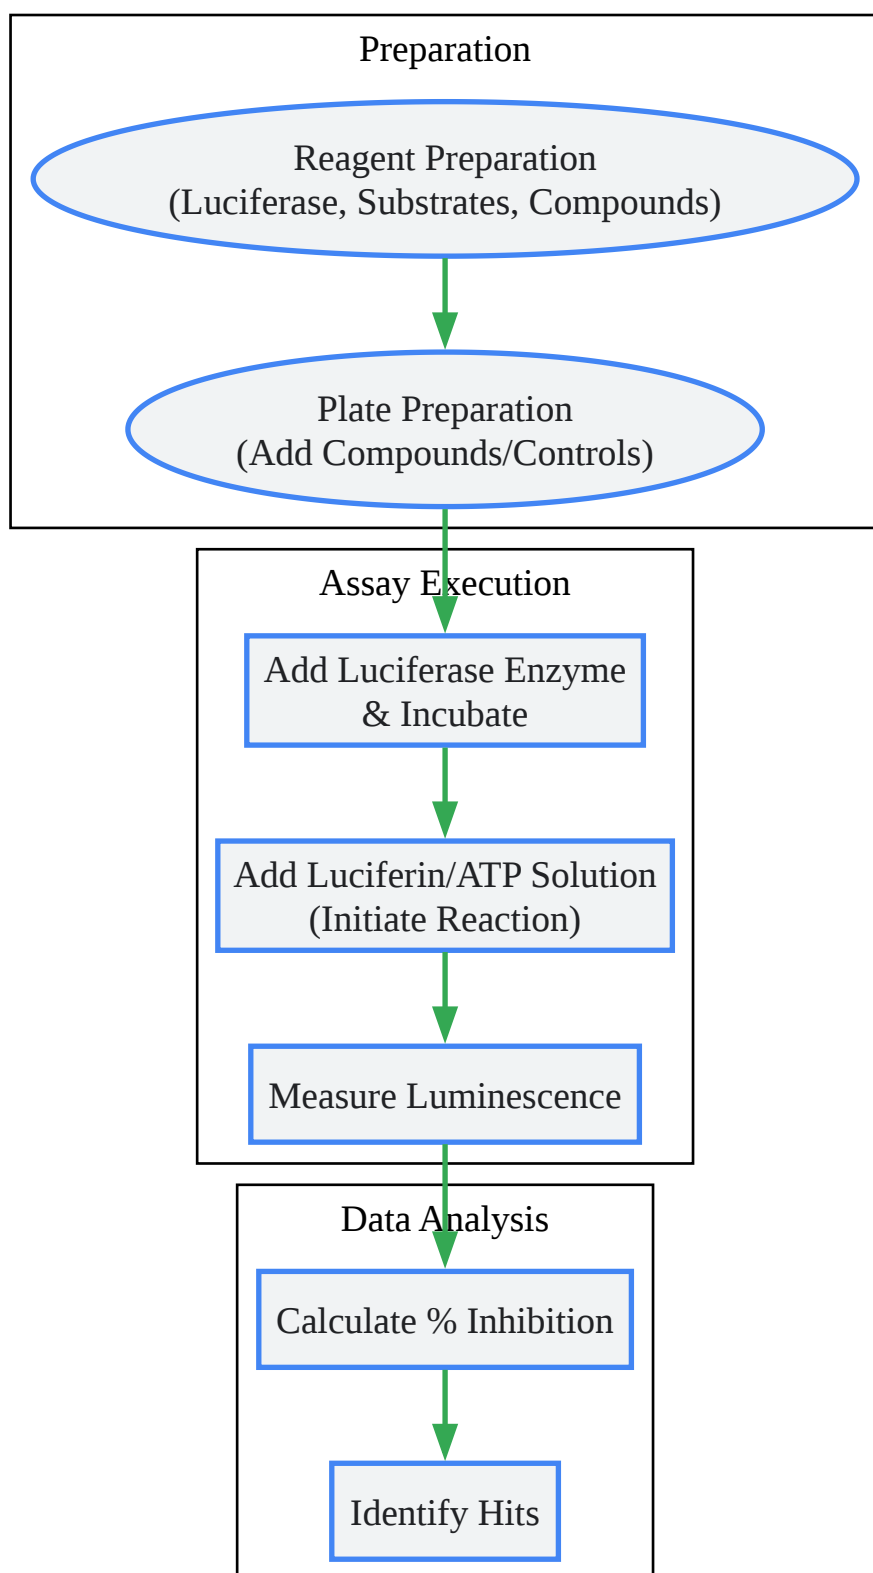 Preparation
Reagent Preparation
(Luciferase, Substrates, Compounds)
Plate Preparation
(Add Compounds/Controls)
Assay Execution
Add Luciferase Enzyme
& Incubate
Add Luciferin/ATP Solution
(Initiate Reaction)
Measure Luminescence
Data Analysis
Calculate % Inhibition
Identify Hits